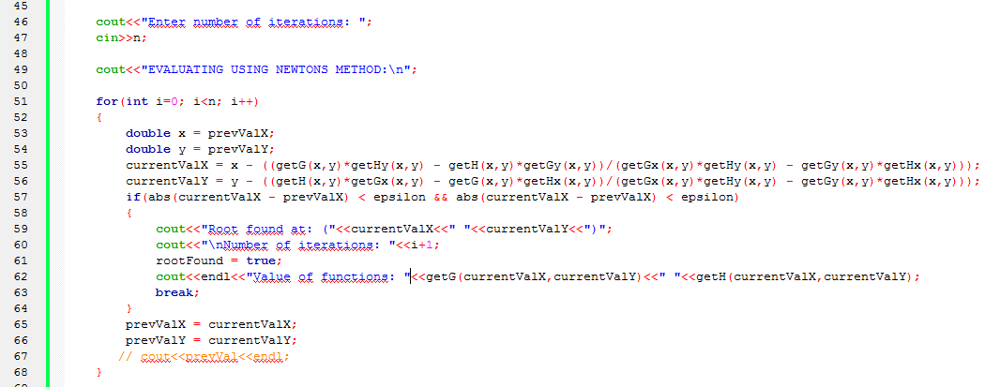 45
46 cout<<"Enter number of iterations: ";
47 cin>>n;
48
49 cout<<"EVALUATING USING NEWTONS METHOD:\n";
50
51 for(int i=0; i<n; i++)
52 {
53 double x = prevValX;
54 double y = prevValY;
55 currentValX = x - ((getG(x,y)*getHy(x,y) - getH(x,y)*getGy(x,y))/(getGx(x,y)*getHy(x,y) - getGy(x,y)*getHx(x,y)));
56 currentValY = y - ((getH(x,y)*getGx(x,y) - getG(x,y)*getHx(x,y))/(getGx(x,y)*getHy(x,y) - getGy(x,y)*getHx(x,y)));
57 if(abs(currentValX - prevValX) < epsilon && abs(currentValX - prevValX) < epsilon)
58 {
59 cout<<"Root found at: ("<<currentValX<<" "<<currentValY<<")";
60 cout<<"\nNumber of iterations: "<<i+1;
61 rootFound = true;
62 cout<<endl<<"Value of functions: "<<getG(currentValX,currentValY)<<" "<<getH(currentValX,currentValY);
63 break;
64 }
65 prevValX = currentValX;
66 prevValY = currentValY;
67 // cout<<prevVal<<endl;
68 }